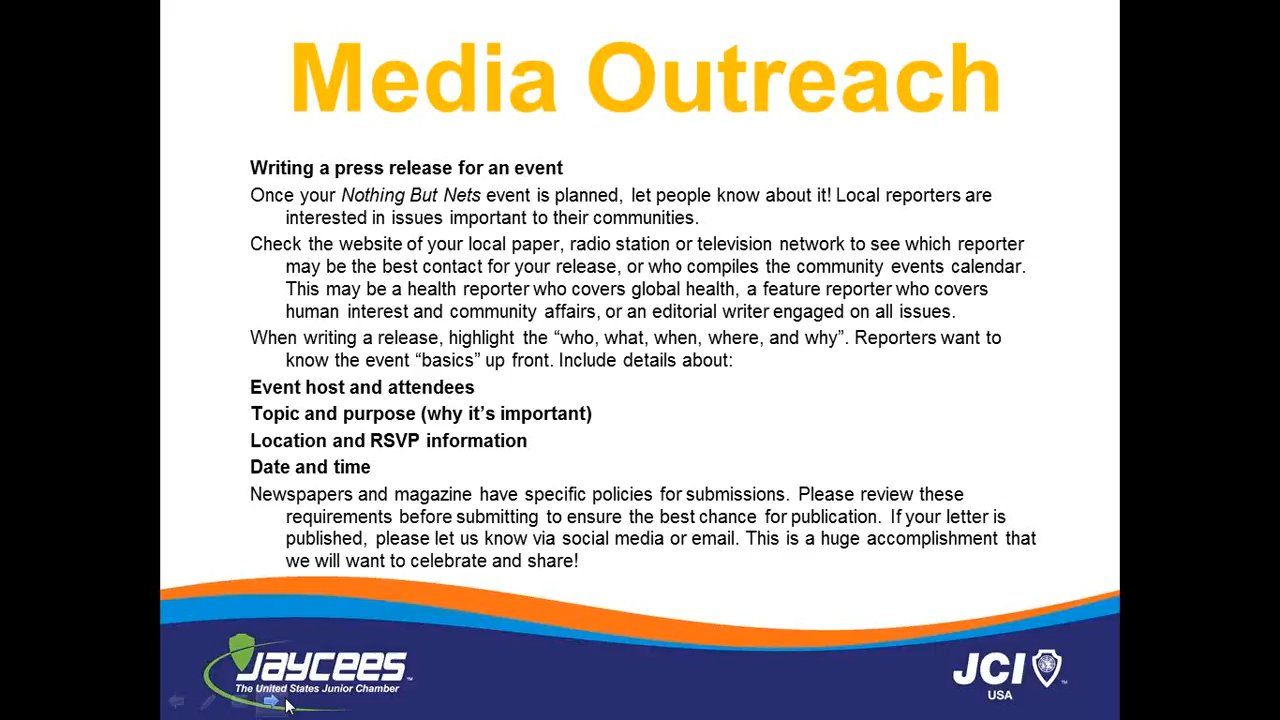 Media Outreach
Writing a press release for an event
Once your Nothing But Nets event is planned, let people know about it! Local reporters are
interested in issues important to their communities.
Check the website of your local paper, radio station or television network to see which reporter
may be the best contact for your release, or who compiles the community events calendar.
This may be a health reporter who covers global health, a feature reporter who covers
human interest and community affairs, or an editorial writer engaged on all issues.
When writing a release, highlight the “who, what, when, where, and why”. Reporters want to
know the event “basics” up front. Include details about:
Event host and attendees
Topic and purpose (why it’s important)
Location and RSVP information
Date and time
Newspapers and magazine have specific policies for submissions. Please review these
requirements before submitting to ensure the best chance for publication. If your letter is
published, please let us know via social media or email. This is a huge accomplishment that
we will want to celebrate and share!
Jaycees
The United States Junior Chamber
JCI
USA